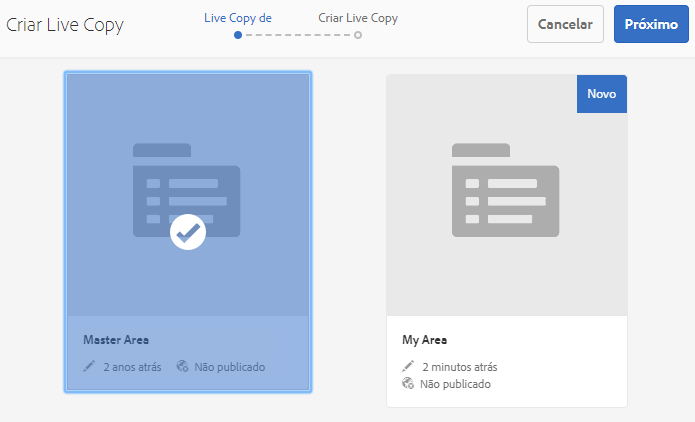 Criar Live Copy
Live Copy de
Criar Live Copy
Cancelar
Próximo
Novo
Master Area
2 anos atrás
Não publicado
My Area
2 minutos atrás
Não publicado